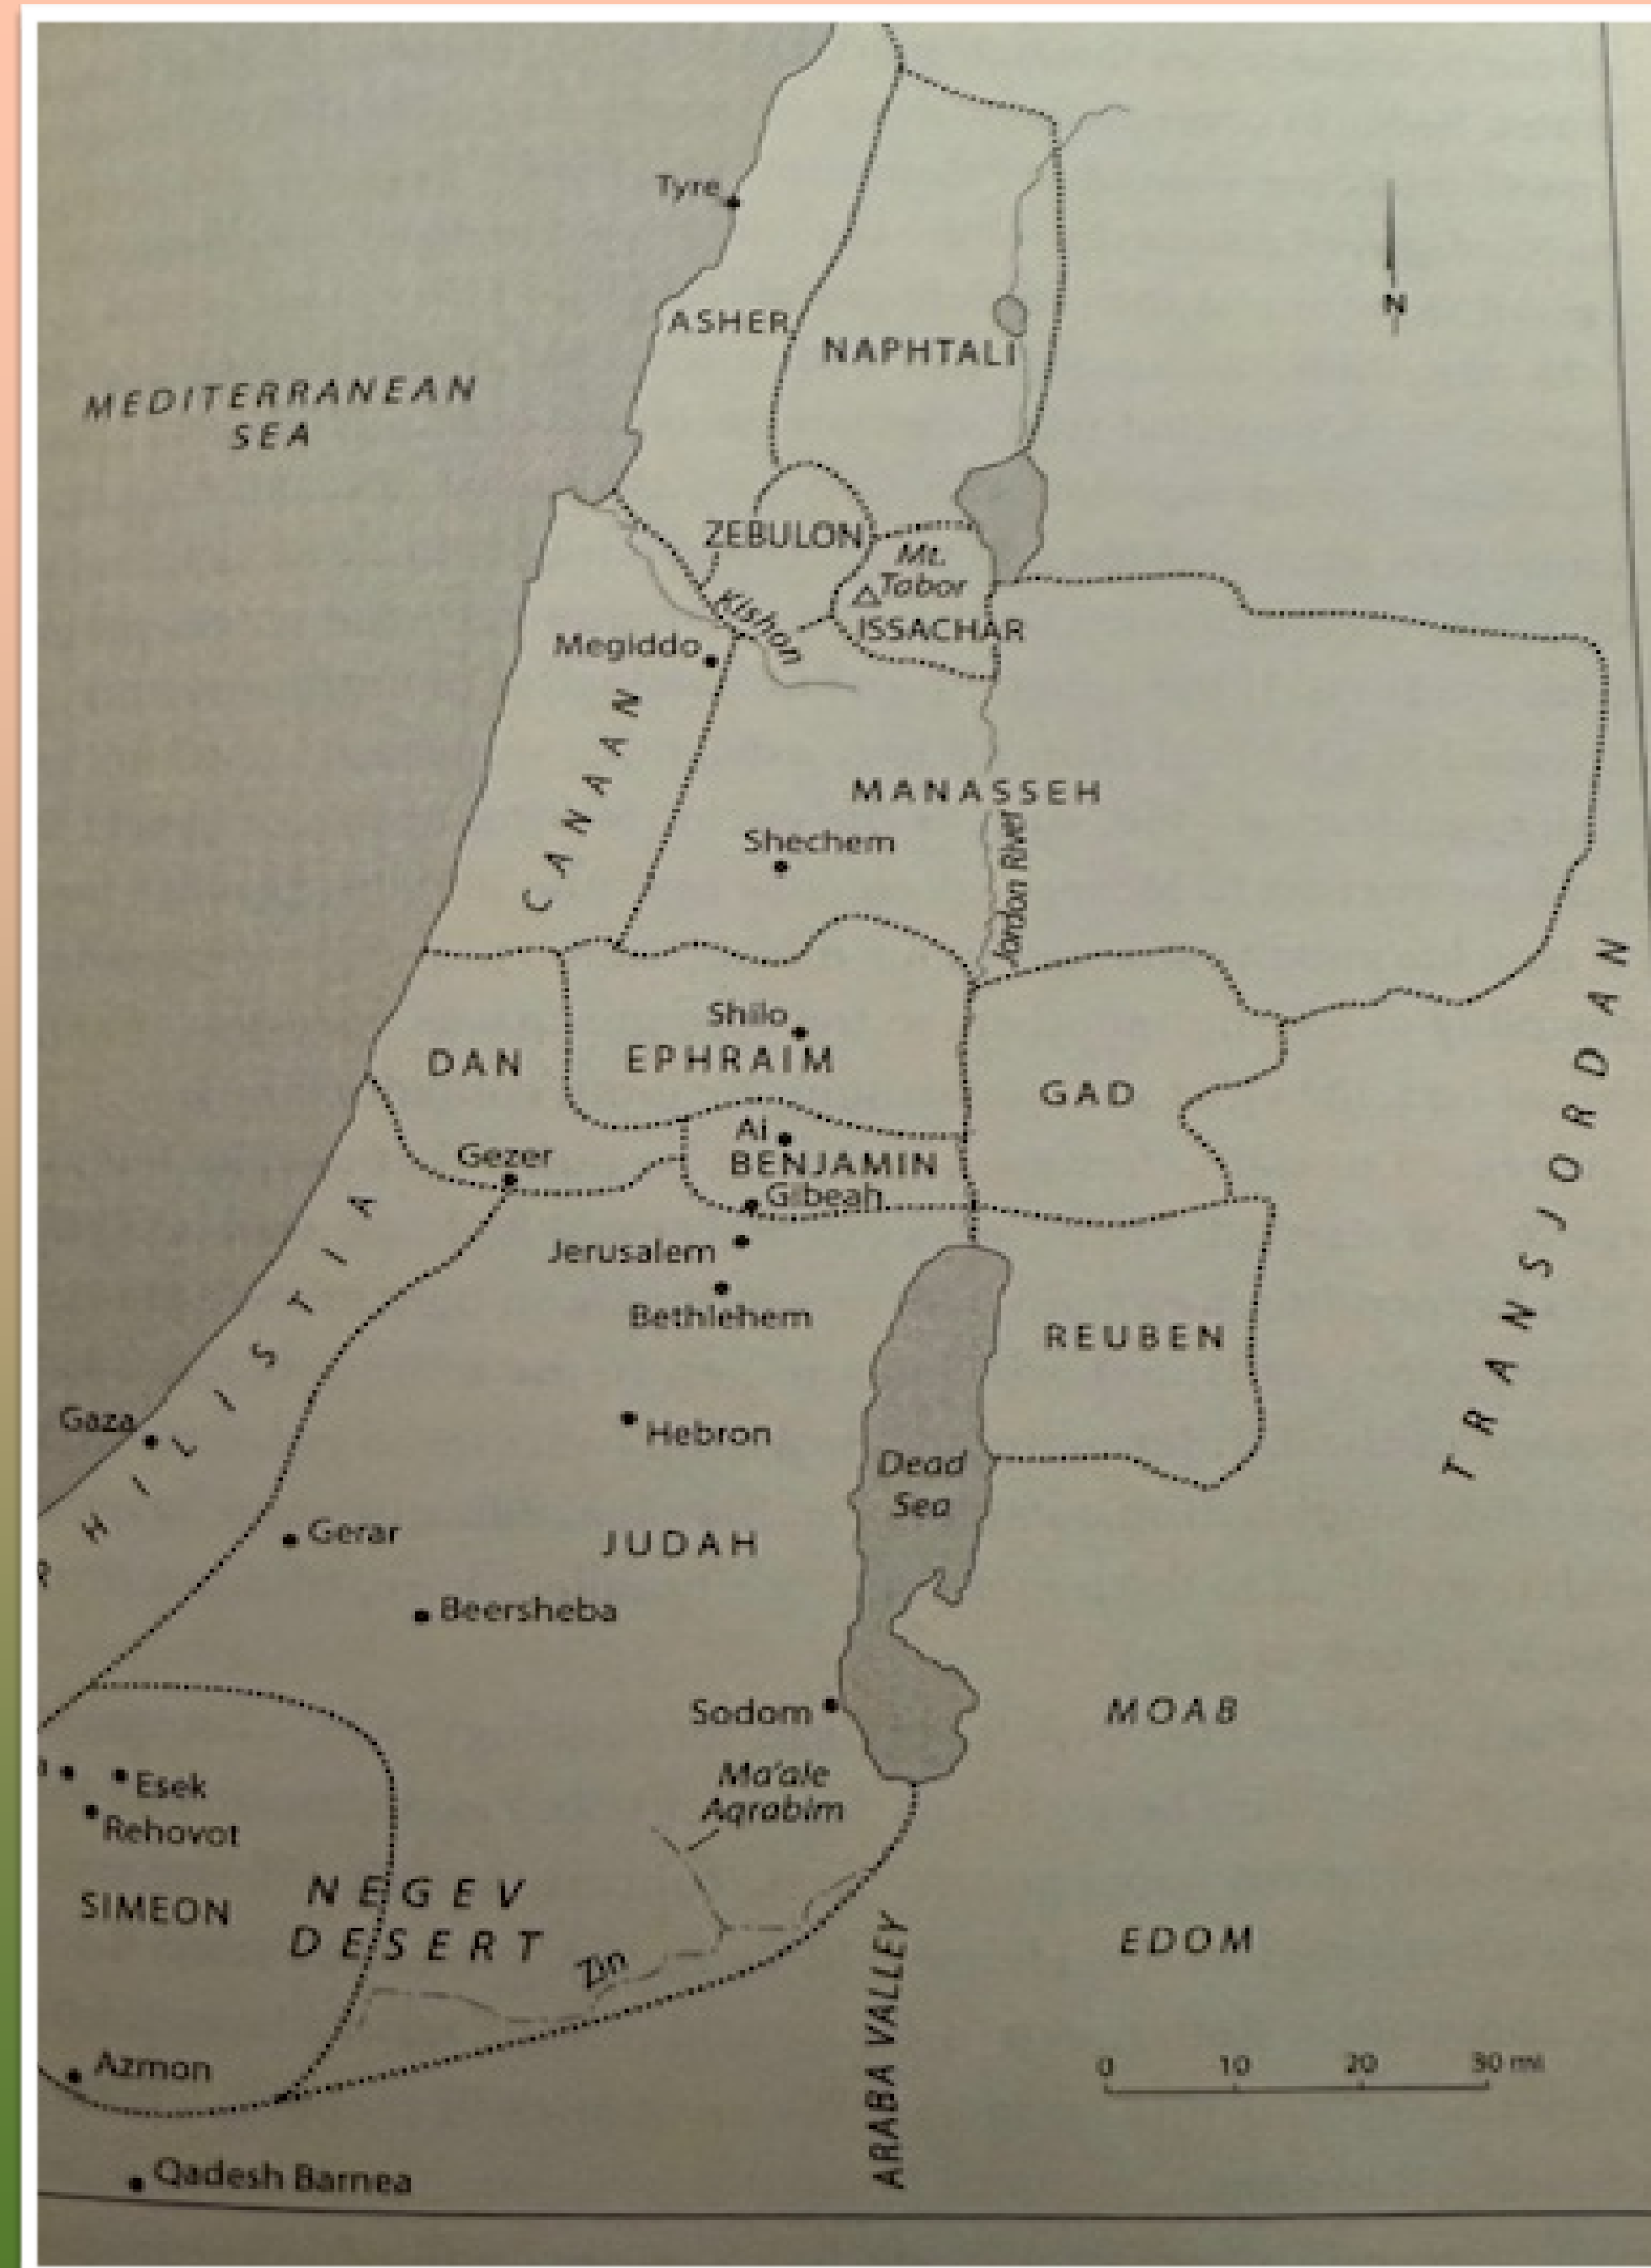 Tyre
N
ASHER
NAPHTALI
MEDITERRANEAN
SEA
ZEBULON
Mt.
Tabor
Kishon
ISSACHAR
Megiddo
CANAAN
MANASSEH
Shechem
Jordon River
Shilo
DAN
EPHRAIM
GAD
TRANSJORDAN
Ai
Gezer
BENJAMIN
Gibeah
Jerusalem
Bethlehem
REUBEN
PHILISTIA
Gaza
Hebron
Dead
Sea
Gerar
JUDAH
Beersheba
Sodom
MOAB
Ma'ale
Aqrabim
Esek
Rehovot
SIMEON
NEGEV
DESERT
Zin
EDOM
ARABA VALLEY
Azmon
0 10 20 30 mi
Qadesh Barnea